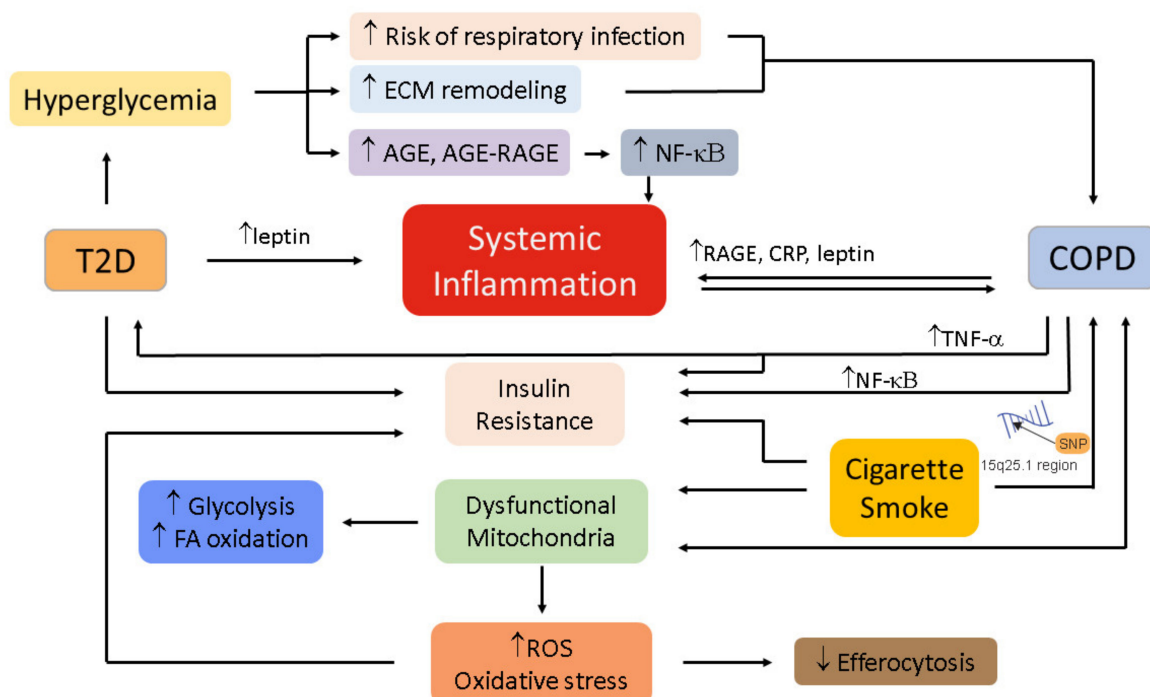 ↑ Risk of respiratory infection
Hyperglycemia
↑ ECM remodeling
↑ AGE, AGE-RAGE
↑ NF-κB
T2D
↑leptin
Systemic
Inflammation
↑RAGE, CRP, leptin
COPD
↑TNF-α
Insulin
Resistance
↑NF-κB
SNP
15q25.1 region
Cigarette
Smoke
↑ Glycolysis
↑ FA oxidation
Dysfunctional
Mitochondria
↑ROS
Oxidative stress
↓ Efferocytosis